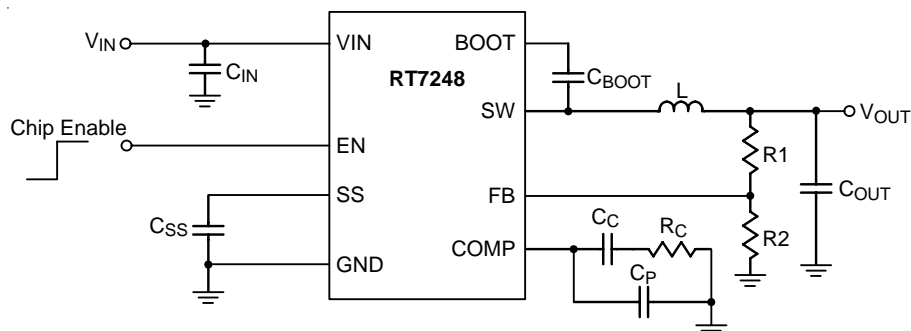 VIN
VIN
BOOT
CIN
RT7248
CBOOT
L
SW
VOUT
Chip Enable
EN
R1
SS
FB
COUT
CSS
CC
RC
R2
COMP
GND
CP